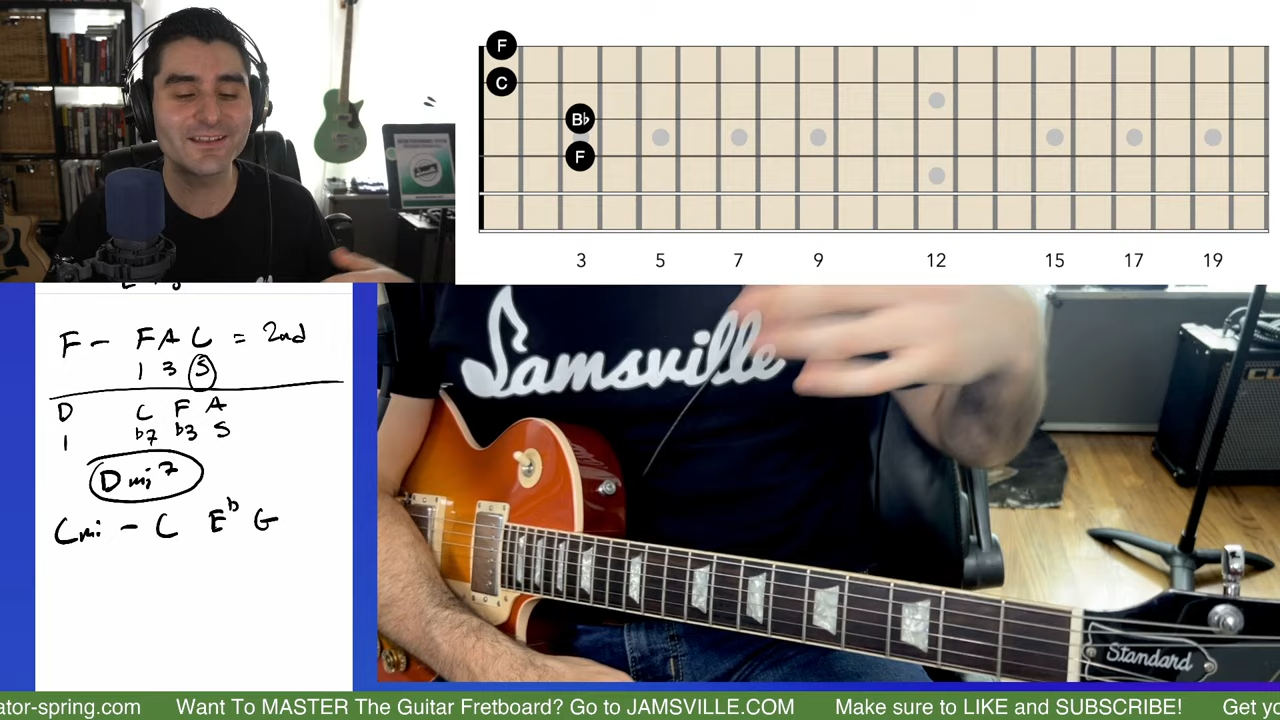 F
C
B♭
F
3 5 7 9 12 15 17 19
F – F A C = 2nd
1 3 5
D C F A
1 b7 b3 5
Dmi7
Cmi – C Eb G
Jamsville
Standard
ator-spring.com Want To MASTER The Guitar Fretboard? Go to JAMSVILLE.COM Make sure to LIKE and SUBSCRIBE! Get yo